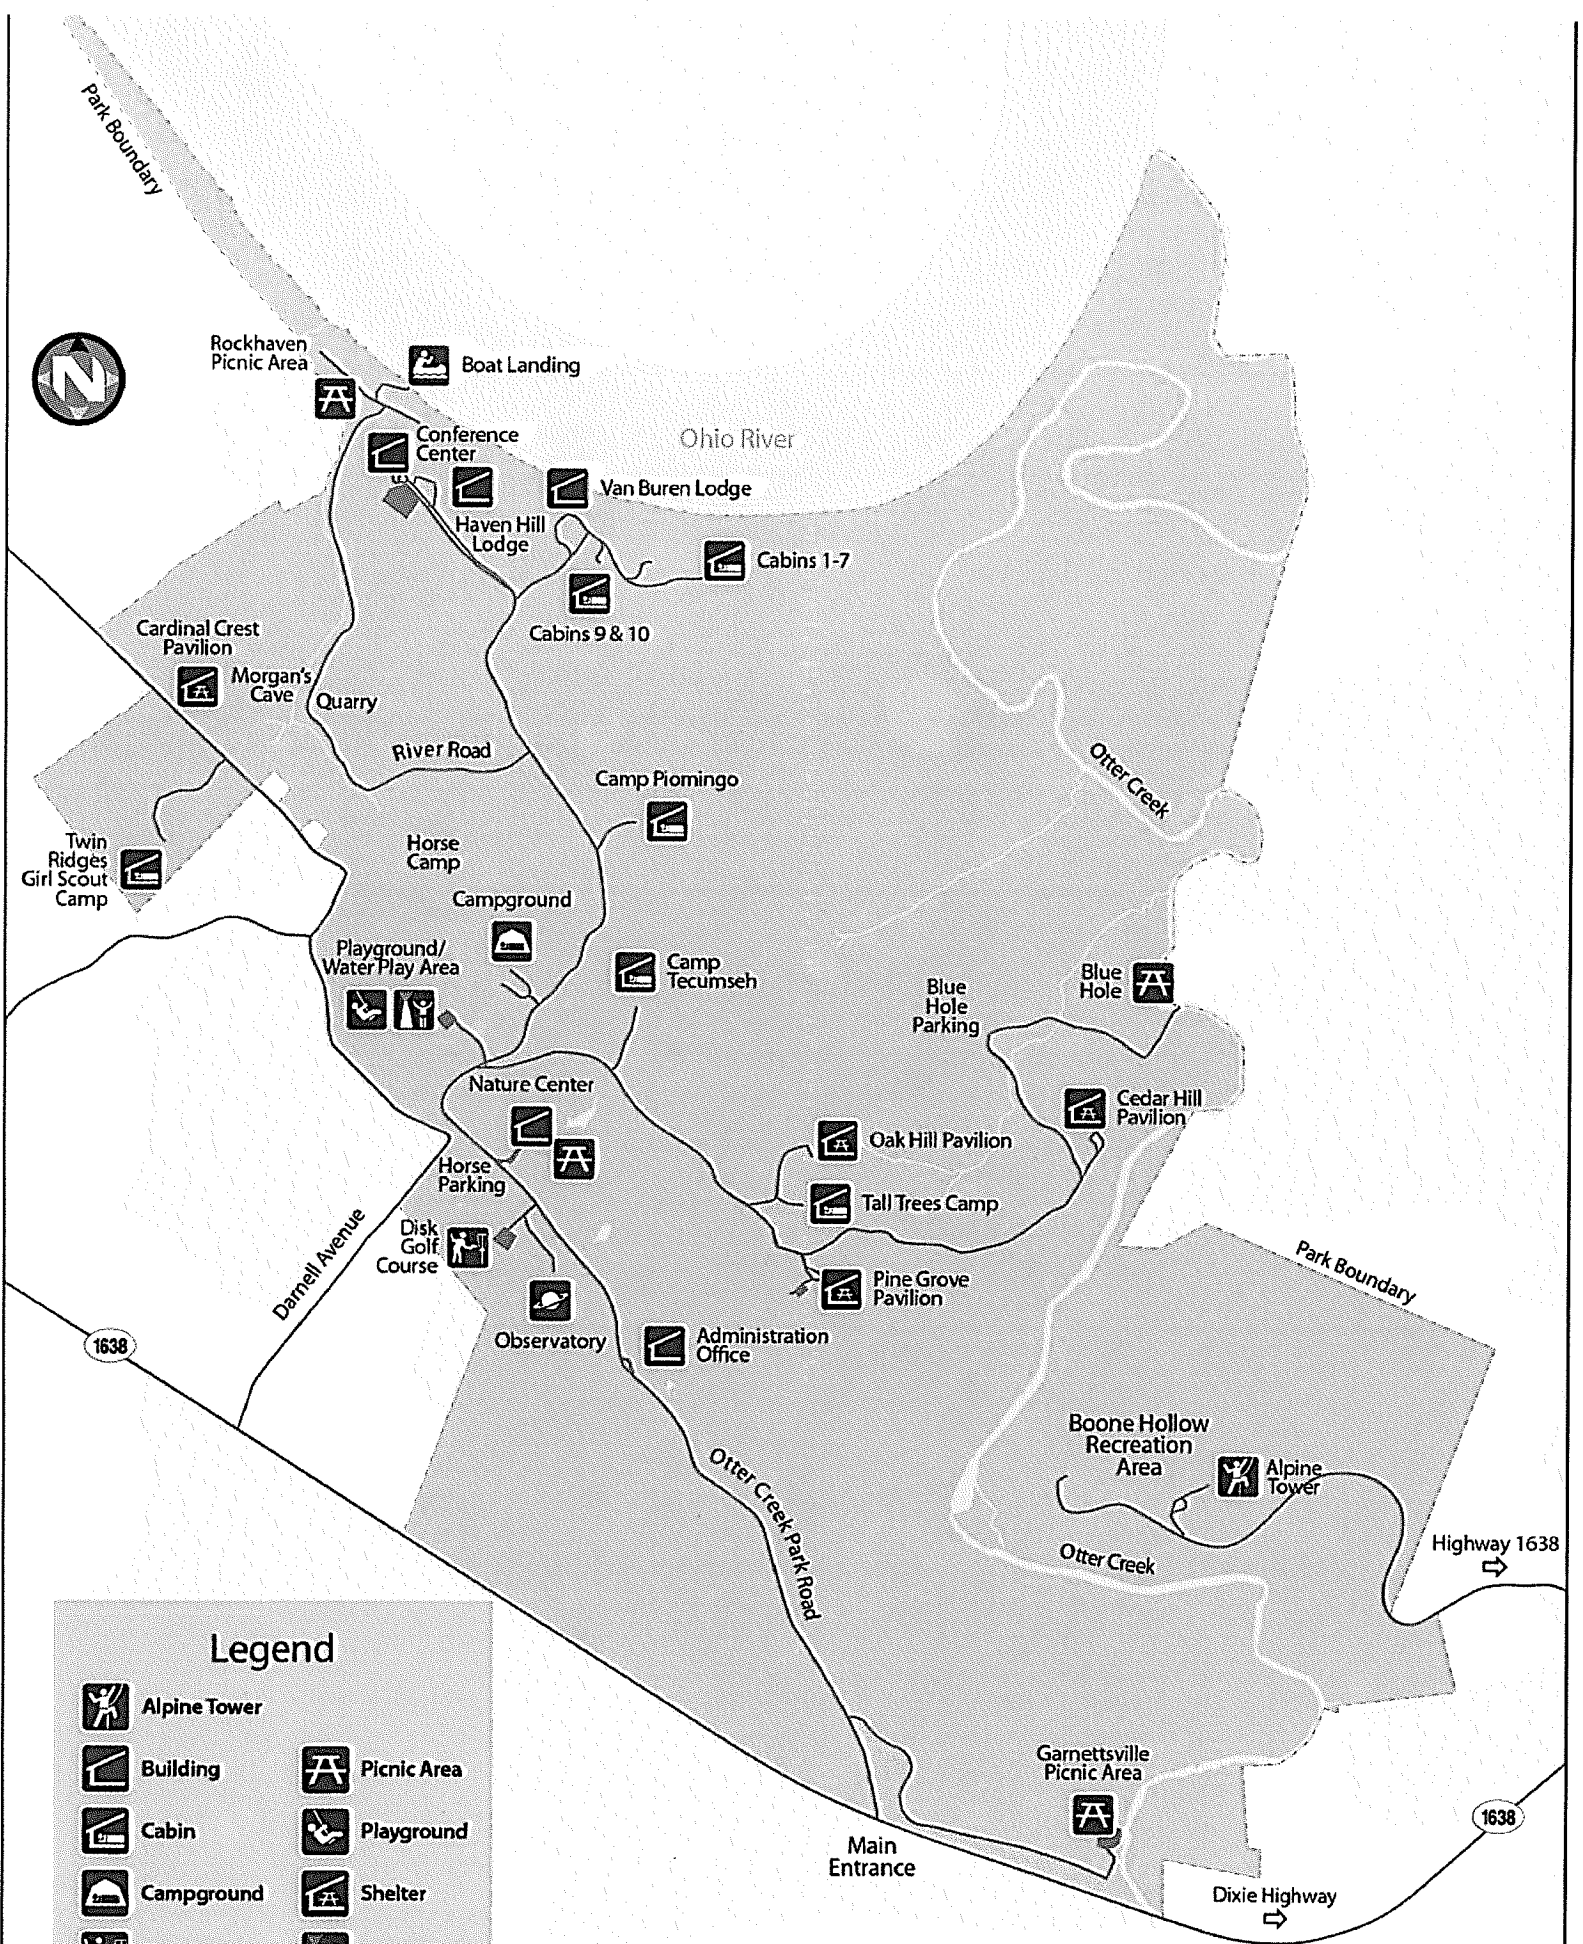 Park Boundary
Rockhaven
Picnic Area
Boat Landing
N
Conference
Center
Ohio River
Van Buren Lodge
Haven Hill
Lodge
Cabins 1-7
Cabins 9 & 10
Cardinal Crest
Pavilion
Morgan's
Cave
Quarry
River Road
Otter Creek
Camp Piomingo
Twin
Ridges
Girl Scout
Camp
Horse
Camp
Campground
Playground/
Water Play Area
Camp
Tecumseh
Blue
Hole
Parking
Blue
Hole
Nature Center
Cedar Hill
Pavilion
Oak Hill Pavilion
Horse
Parking
Tall Trees Camp
Disk
Golf
Course
Darnell Avenue
Park Boundary
Pine Grove
Pavilion
Observatory
Administration
Office
1638
Boone Hollow
Recreation
Area
Alpine
Tower
Otter Creek Park Road
Otter Creek
Highway 1638
Garnettsville
Picnic Area
Main
Entrance
1638
Dixie Highway
Legend
Alpine Tower
Building
Picnic Area
Cabin
Playground
Campground
Shelter